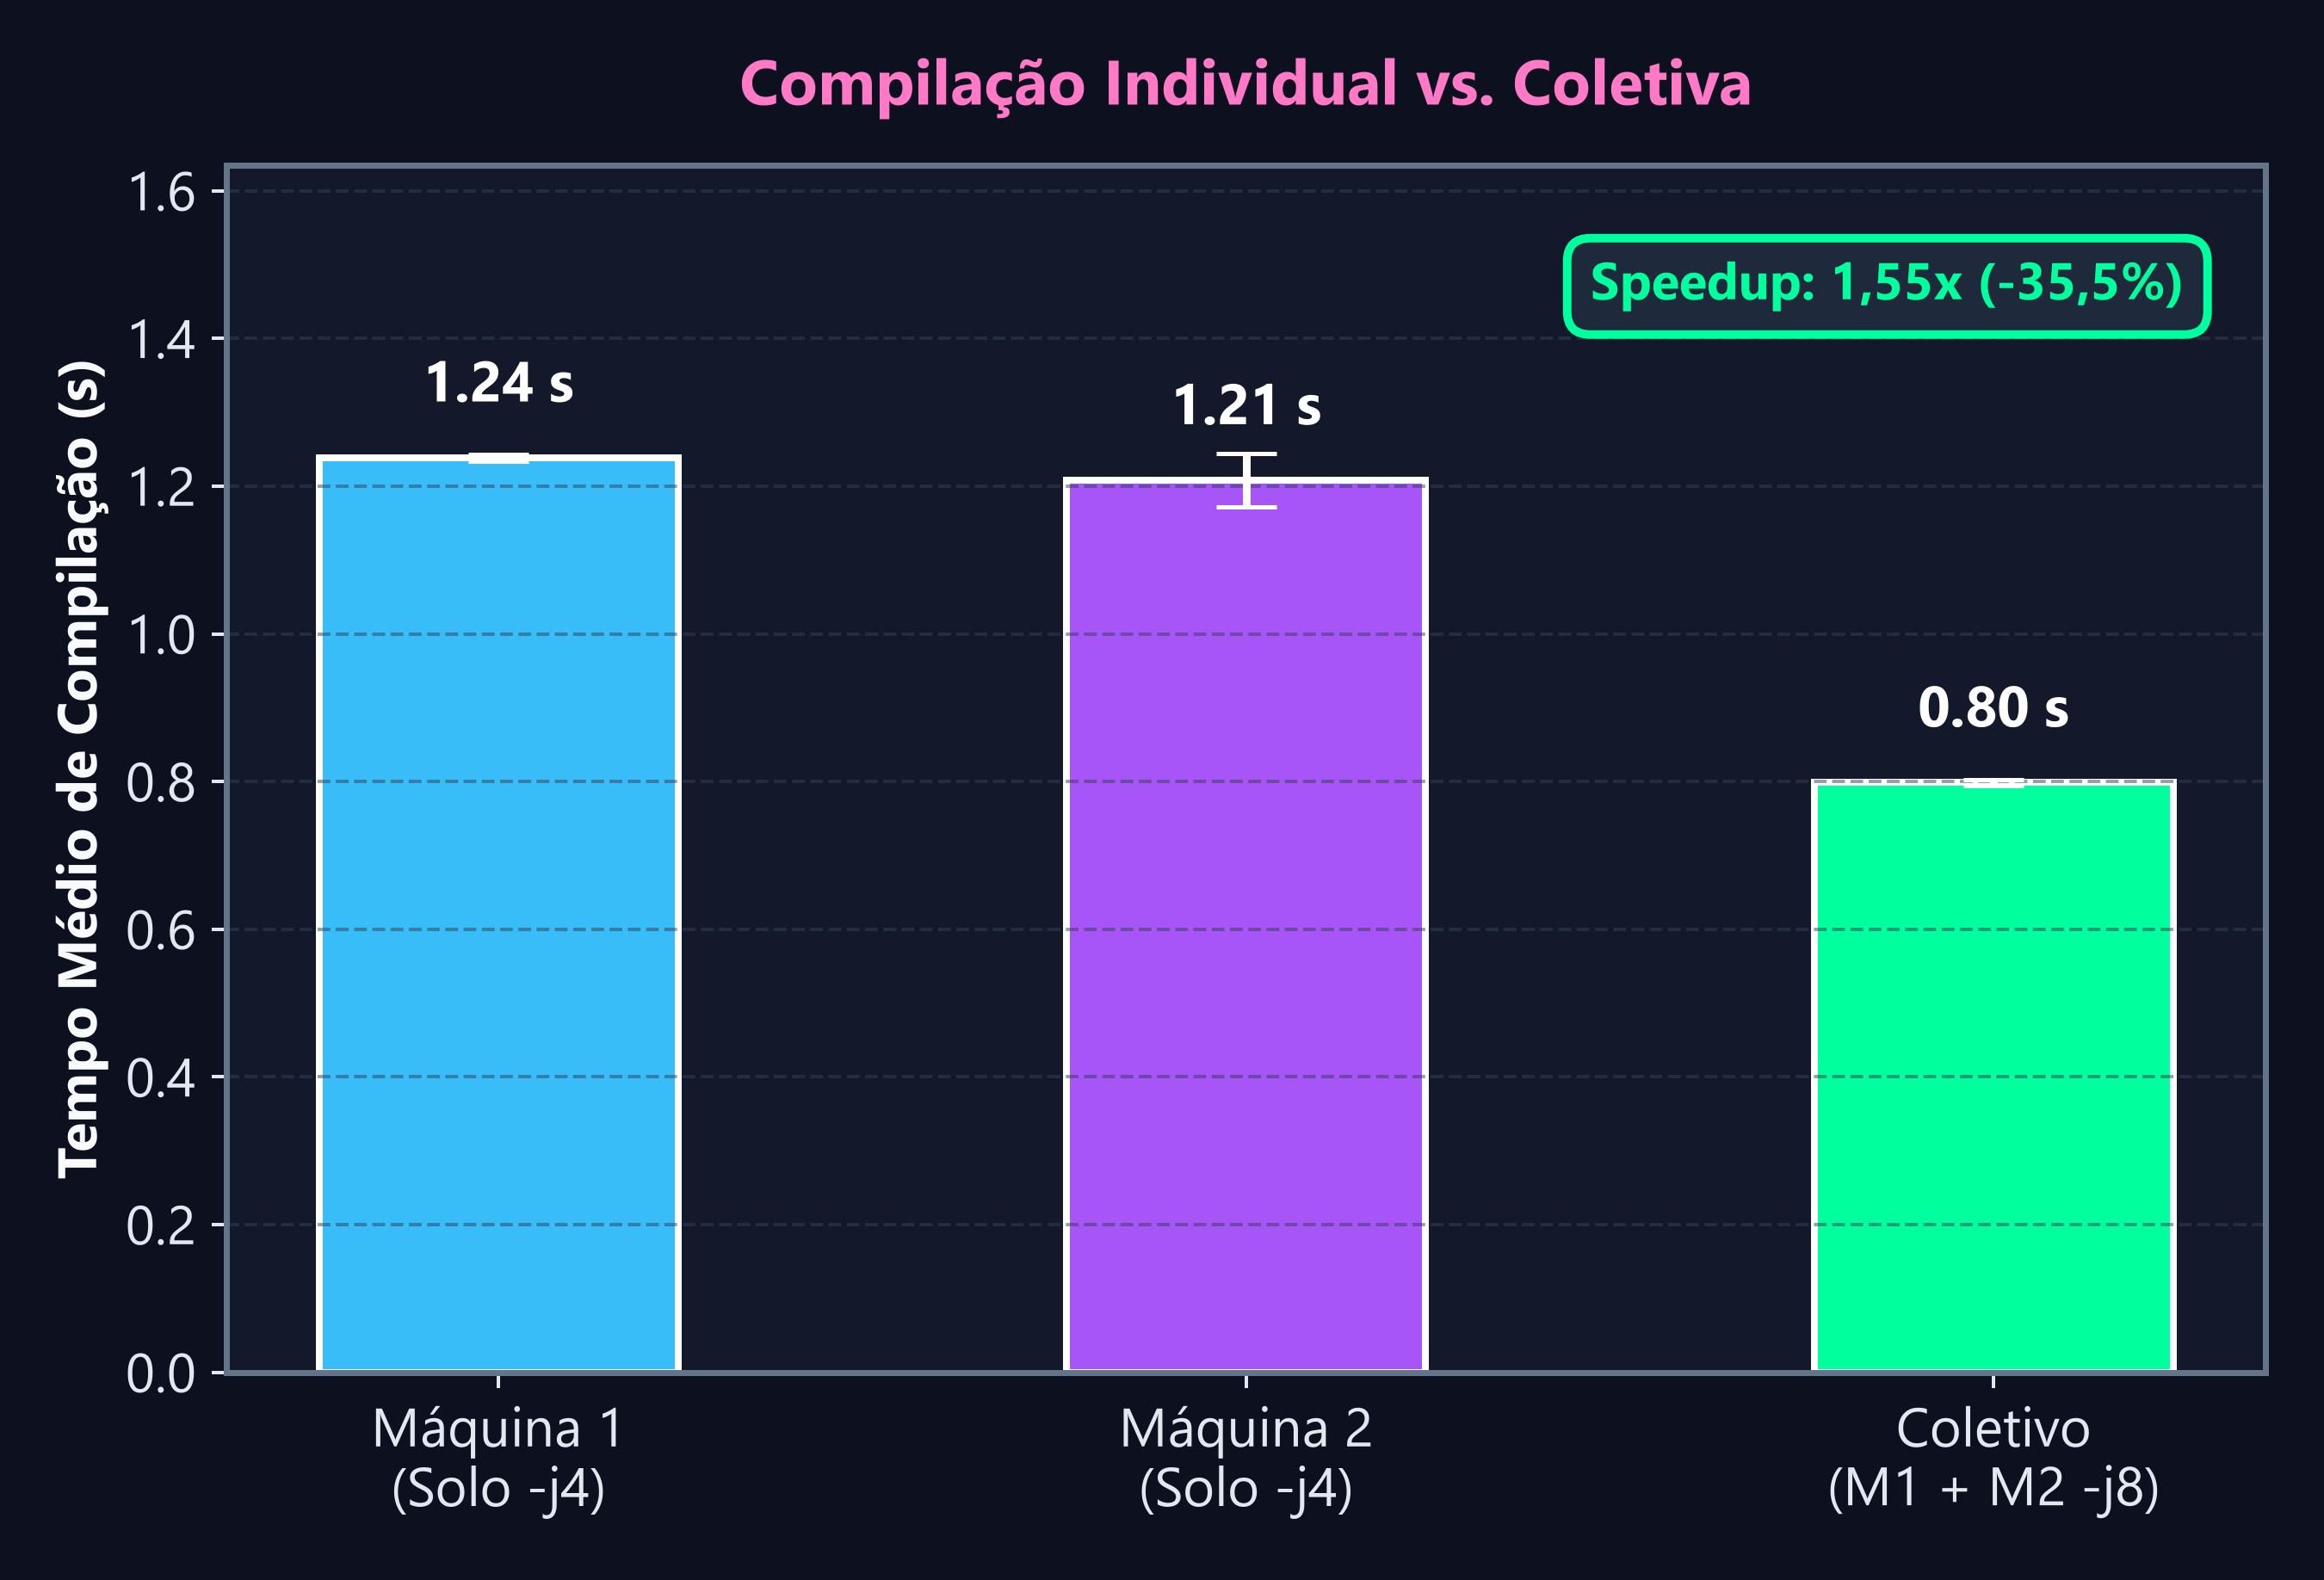 Compilação Individual vs. Coletiva
Tempo Médio de Compilação (s)
1.6
1.4
1.2
1.0
0.8
0.6
0.4
0.2
0.0
Speedup: 1,55x (-35,5%)
1.24 s
1.21 s
0.80 s
Máquina 1
(Solo -j4)
Máquina 2
(Solo -j4)
Coletivo
(M1 + M2 -j8)